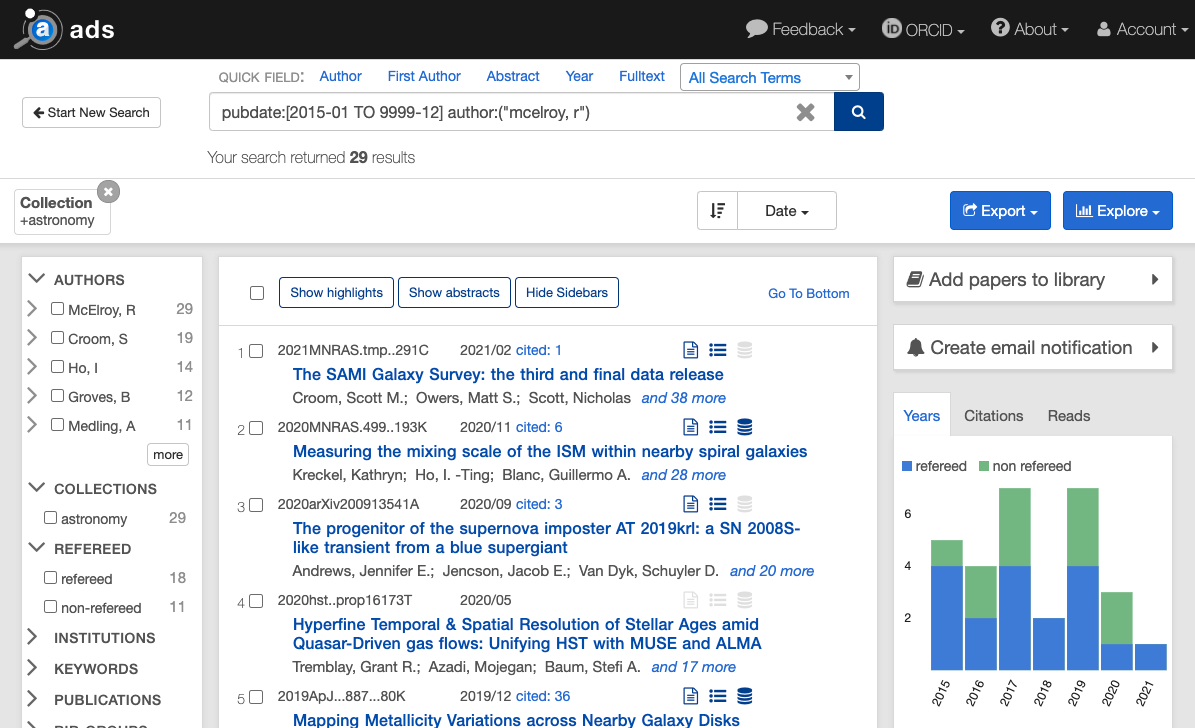 ads
Feedback
iD ORCID
About
Account
QUICK FIELD: Author First Author Abstract Year Fulltext All Search Terms
Start New Search
pubdate:[2015-01 TO 9999-12] author:("mcelroy, r")
Your search returned 29 results
Collection
+astronomy
Date
Export
Explore
AUTHORS
McElroy, R 29
Croom, S 19
Ho, I 14
Groves, B 12
Medling, A 11
more
COLLECTIONS
astronomy 29
REFEREED
refereed 18
non-refereed 11
INSTITUTIONS
KEYWORDS
PUBLICATIONS
BIB GROUPS
Show highlights Show abstracts Hide Sidebars Go To Bottom
1 2021MNRAS.tmp..291C 2021/02 cited: 1
The SAMI Galaxy Survey: the third and final data release
Croom, Scott M.; Owers, Matt S.; Scott, Nicholas and 38 more
2 2020MNRAS.499..193K 2020/11 cited: 6
Measuring the mixing scale of the ISM within nearby spiral galaxies
Kreckel, Kathryn; Ho, I. -Ting; Blanc, Guillermo A. and 28 more
3 2020arXiv200913541A 2020/09 cited: 3
The progenitor of the supernova imposter AT 2019krl: a SN 2008S-
like transient from a blue supergiant
Andrews, Jennifer E.; Jencson, Jacob E.; Van Dyk, Schuyler D. and 20 more
4 2020hst..prop16173T 2020/05
Hyperfine Temporal & Spatial Resolution of Stellar Ages amid
Quasar-Driven gas flows: Unifying HST with MUSE and ALMA
Tremblay, Grant R.; Azadi, Mojegan; Baum, Stefi A. and 17 more
5 2019ApJ...887...80K 2019/12 cited: 36
Mapping Metallicity Variations across Nearby Galaxy Disks
Add papers to library
Create email notification
Years Citations Reads
refereed non refereed
6
4
2
2015 2016 2017 2018 2019 2020 2021